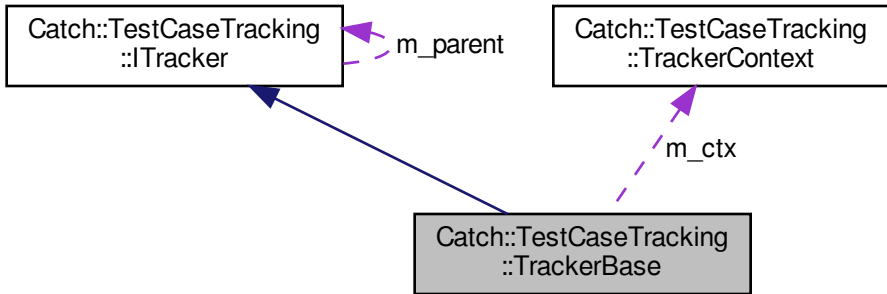 Catch::TestCaseTracking
::ITracker
m_parent
Catch::TestCaseTracking
::TrackerContext
m_ctx
Catch::TestCaseTracking
::TrackerBase